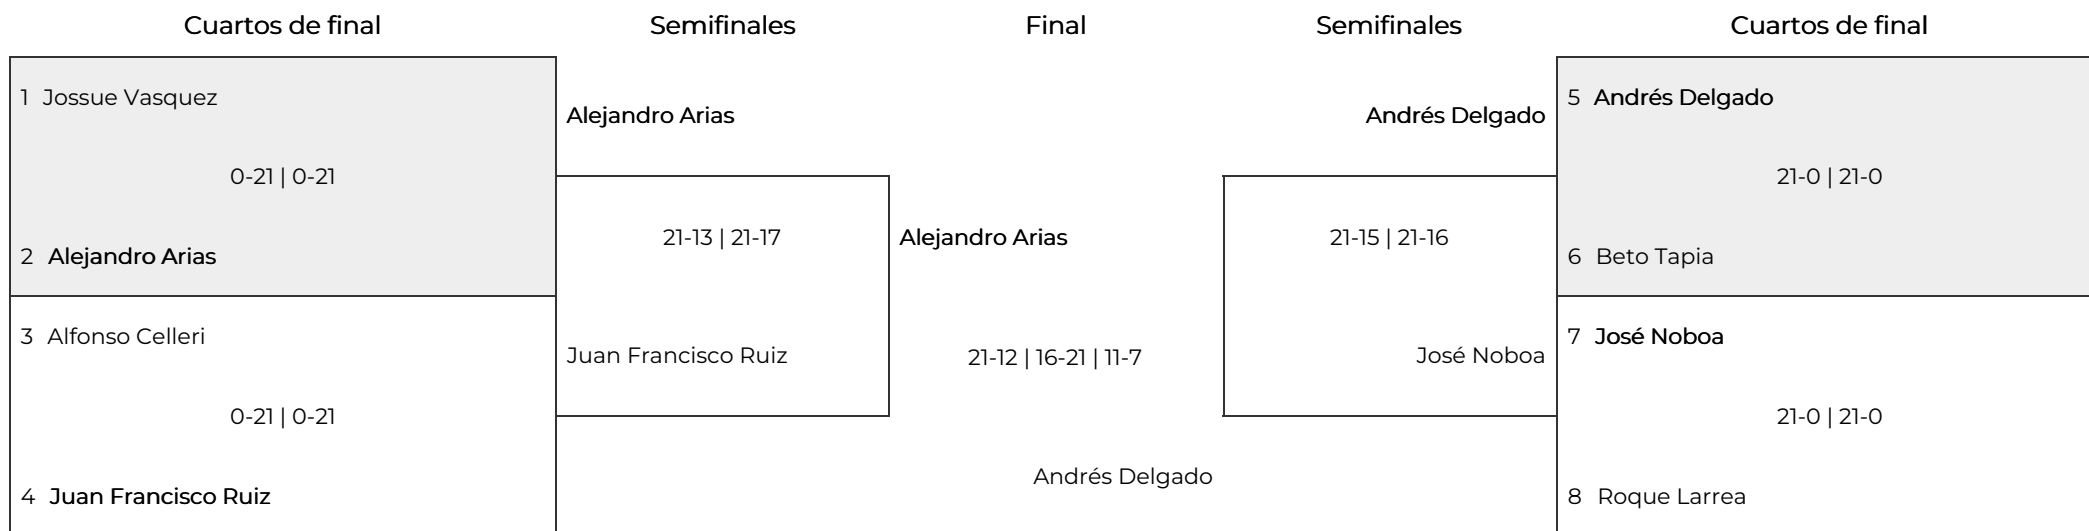 Cuartos de final
Semifinales
Final
Semifinales
Cuartos de final
1 Jossue Vasquez
0-21 | 0-21
2 Alejandro Arias
3 Alfonso Celleri
0-21 | 0-21
4 Juan Francisco Ruiz
Alejandro Arias
21-13 | 21-17
Juan Francisco Ruiz
Alejandro Arias
21-12 | 16-21 | 11-7
Andrés Delgado
Andrés Delgado
21-15 | 21-16
José Noboa
5 Andrés Delgado
21-0 | 21-0
6 Beto Tapia
7 José Noboa
21-0 | 21-0
8 Roque Larrea